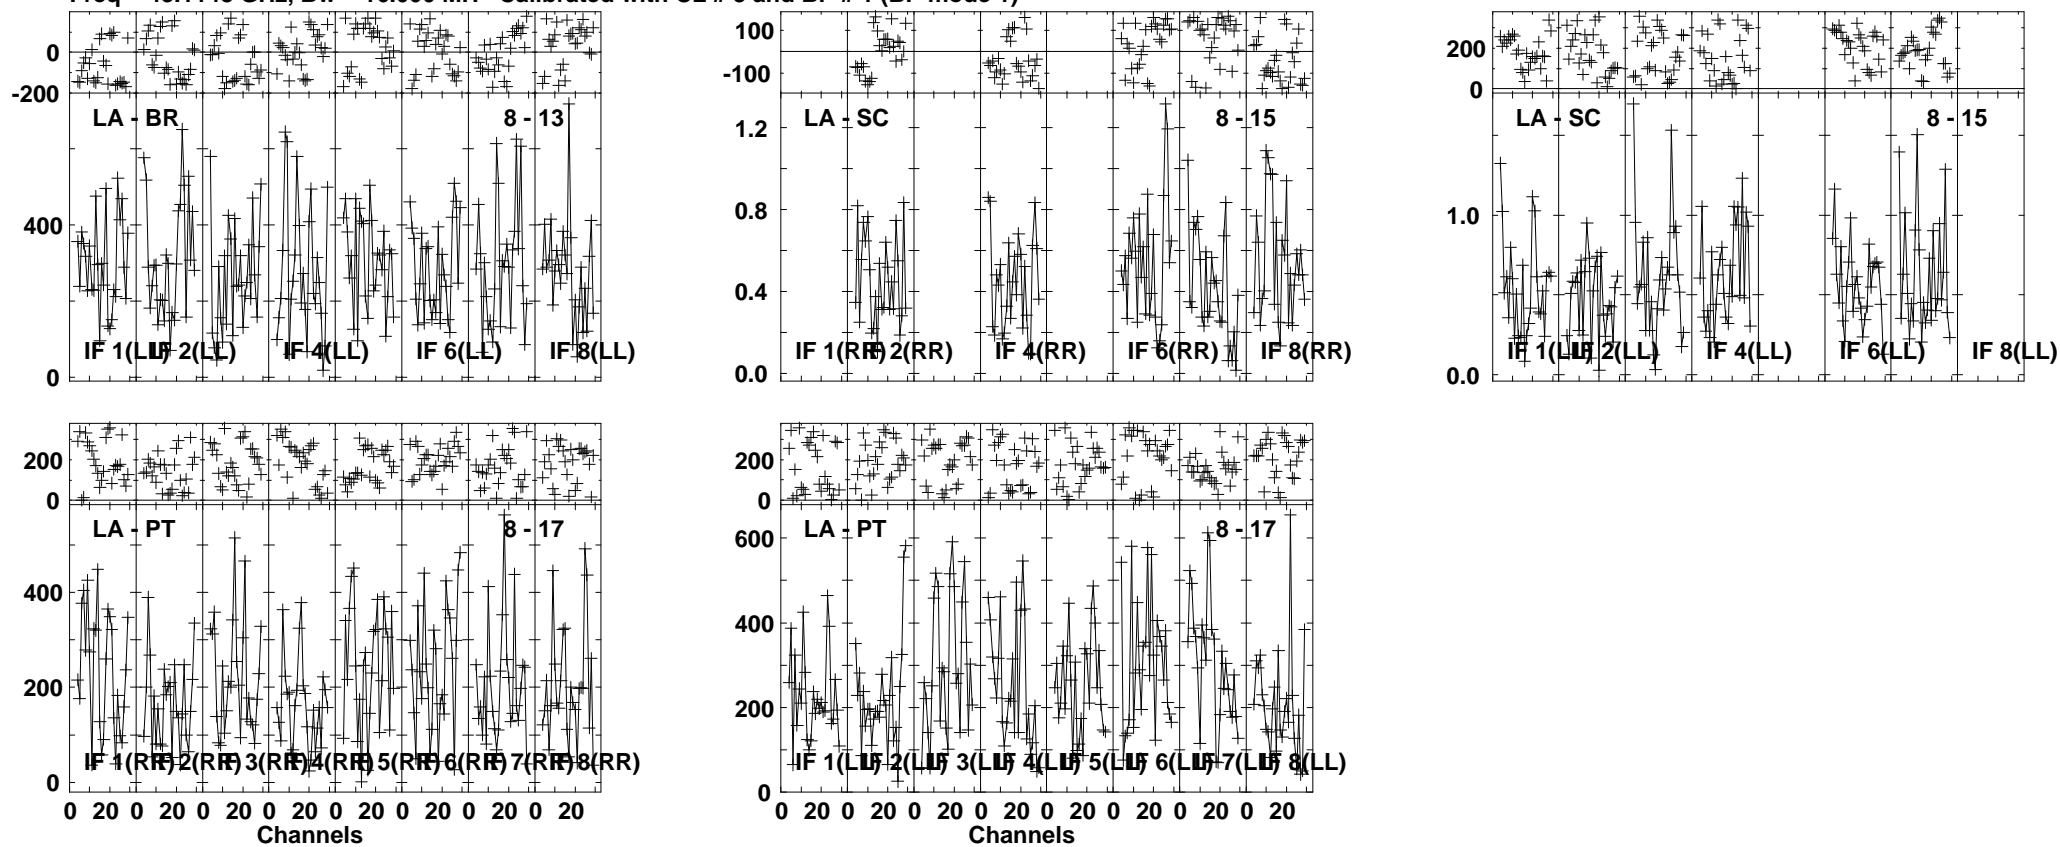 0
-200
LA - BR
8 - 13
400
0
IF 1(LL)
IF 2(LL)
IF 4(LL)
IF 6(LL)
IF 8(LL)
100
-100
LA - SC
8 - 15
1.2
0.8
0.4
0.0
IF 1(RR)
IF 2(RR)
IF 4(RR)
IF 6(RR)
IF 8(RR)
200
0
LA - SC
8 - 15
1.0
0.0
IF 1(LL)
IF 2(LL)
IF 4(LL)
IF 6(LL)
IF 8(LL)
200
0
LA - PT
8 - 17
400
200
0
IF 1(RR)
IF 2(RR)
IF 3(RR)
IF 4(RR)
IF 5(RR)
IF 6(RR)
IF 7(RR)
IF 8(RR)
0 20 0 20 0 20 0 20 0 20 0 20 0 20 0 20
Channels
200
0
LA - PT
8 - 17
600
400
200
0
IF 1(LL)
IF 2(LL)
IF 3(LL)
IF 4(LL)
IF 5(LL)
IF 6(LL)
IF 7(LL)
IF 8(LL)
0 20 0 20 0 20 0 20 0 20 0 20 0 20 0 20
Channels